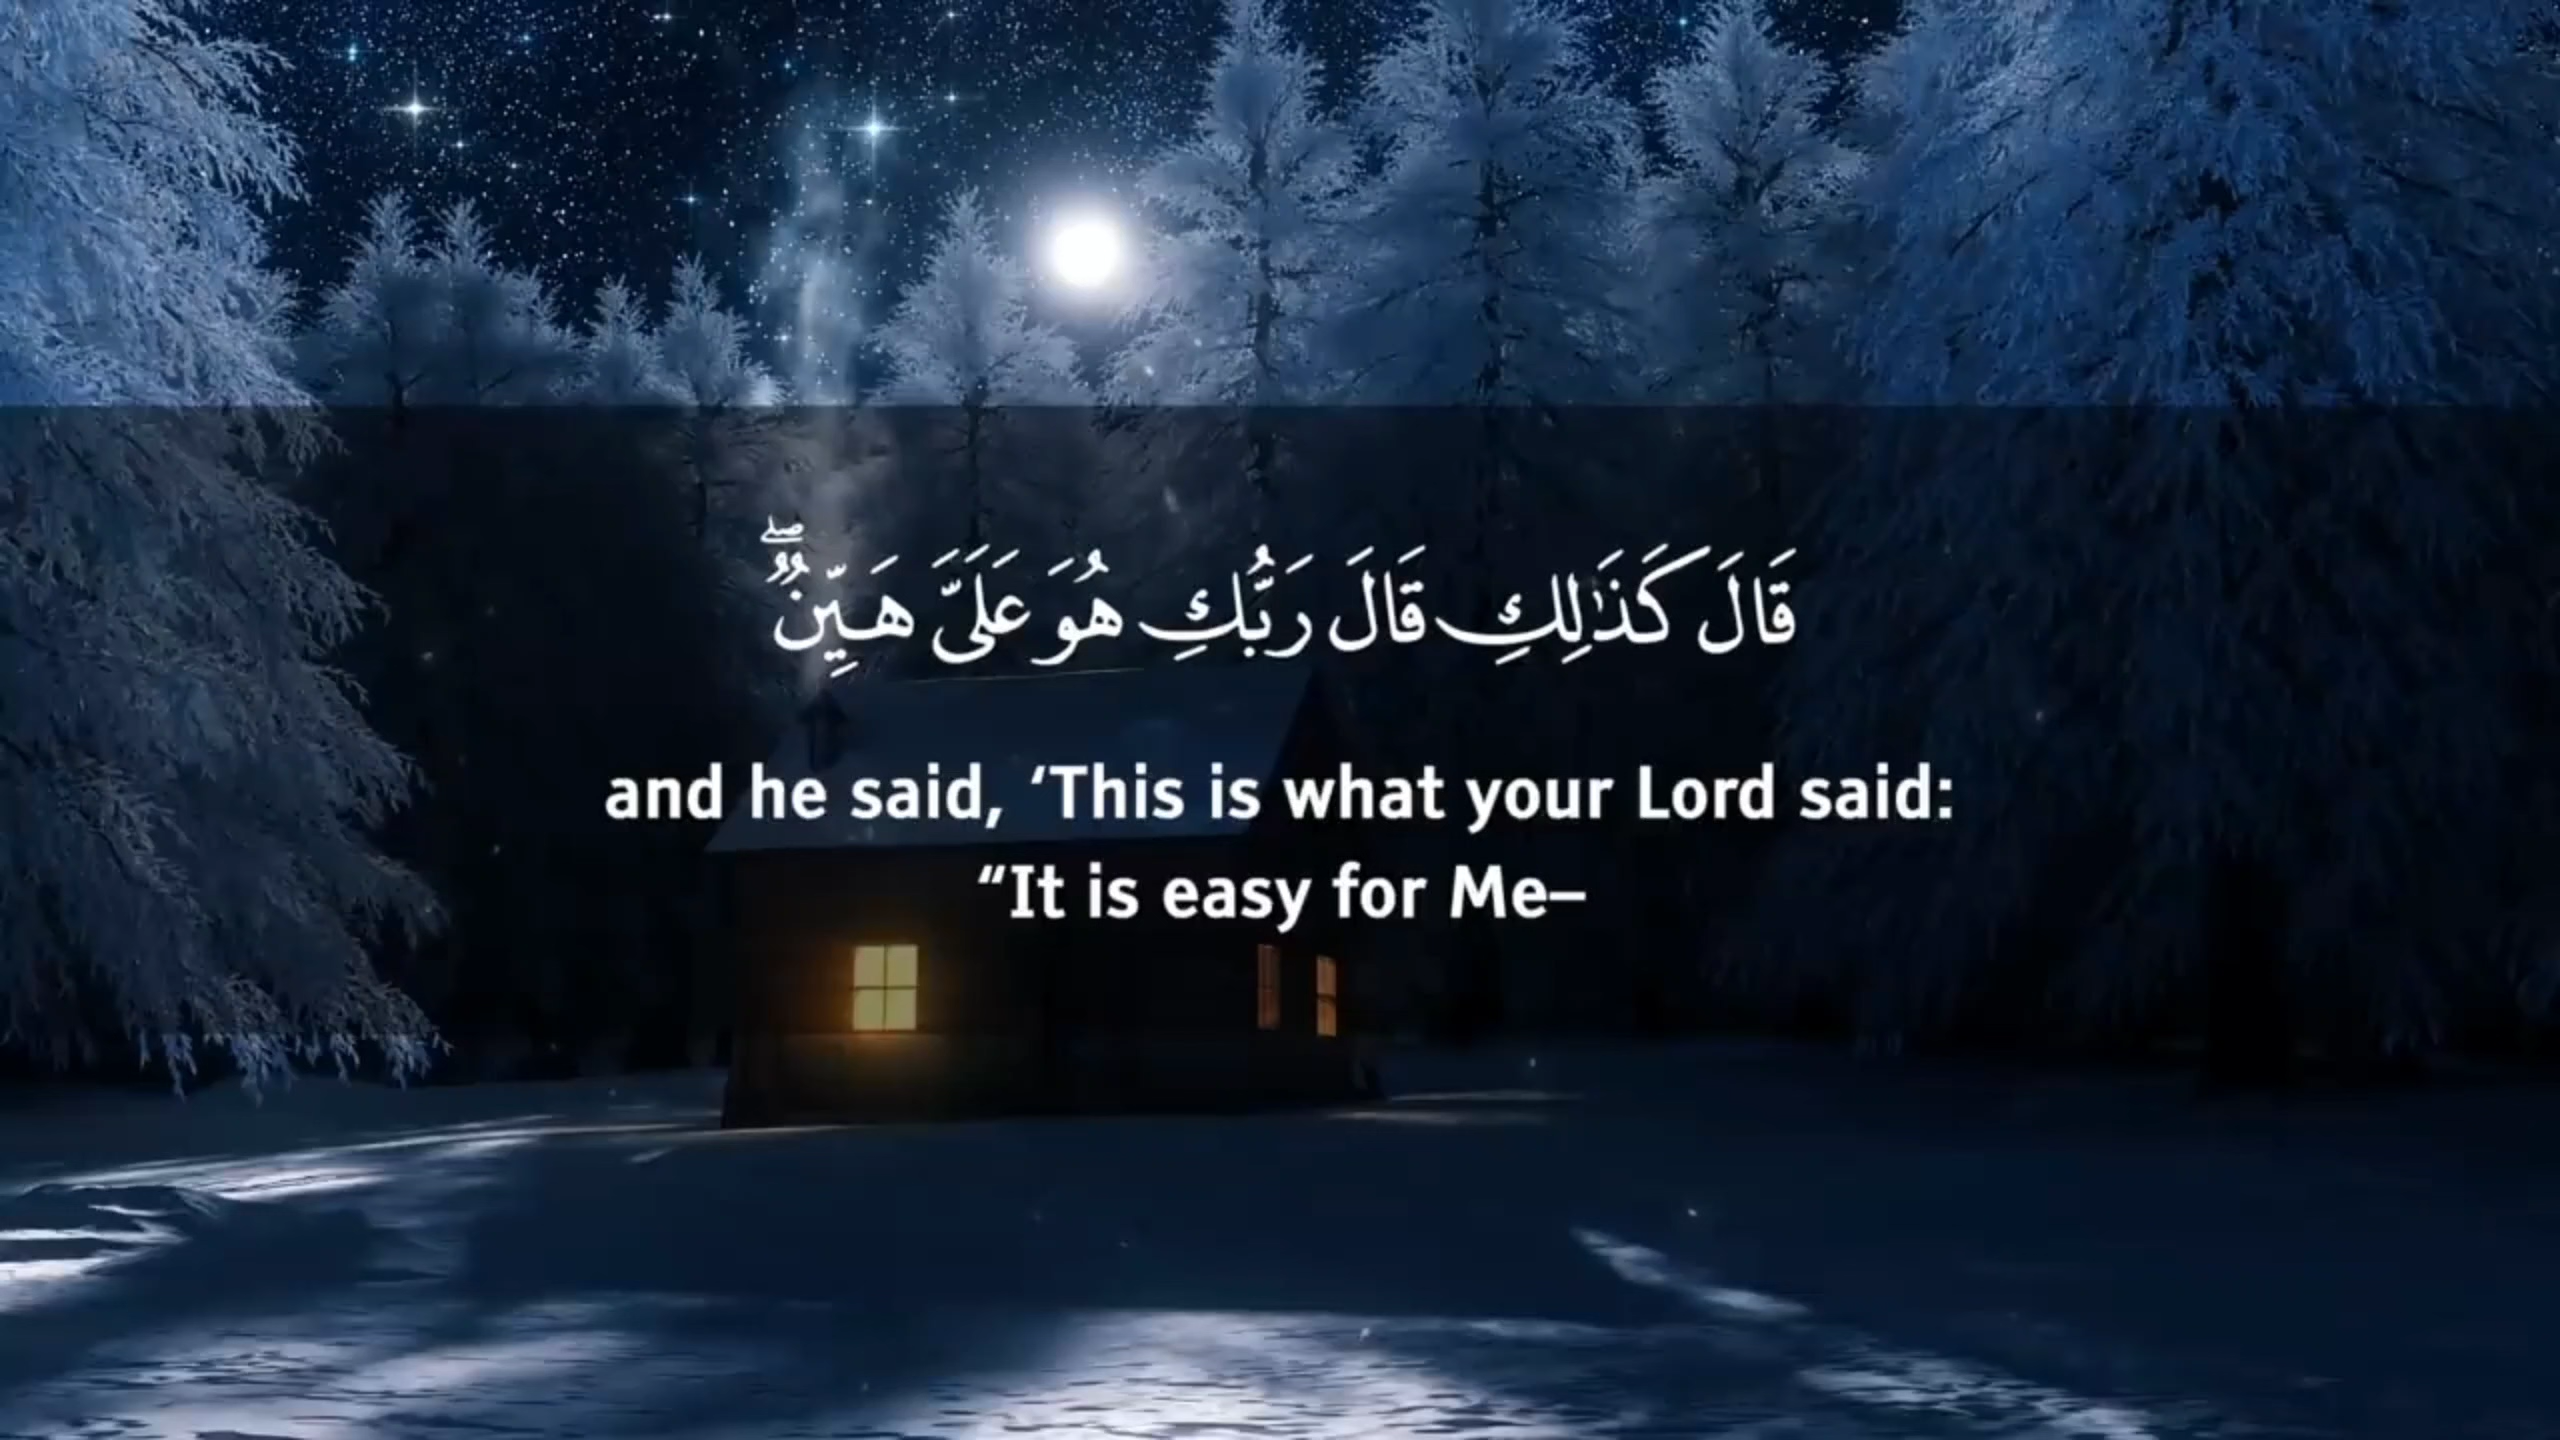 قَالَ كَذَٰلِكِ قَالَ رَبُّكِ هُوَ عَلَىَّ هَيِّنٌۭ ۖ
and he said, ‘This is what your Lord said:
“It is easy for Me–